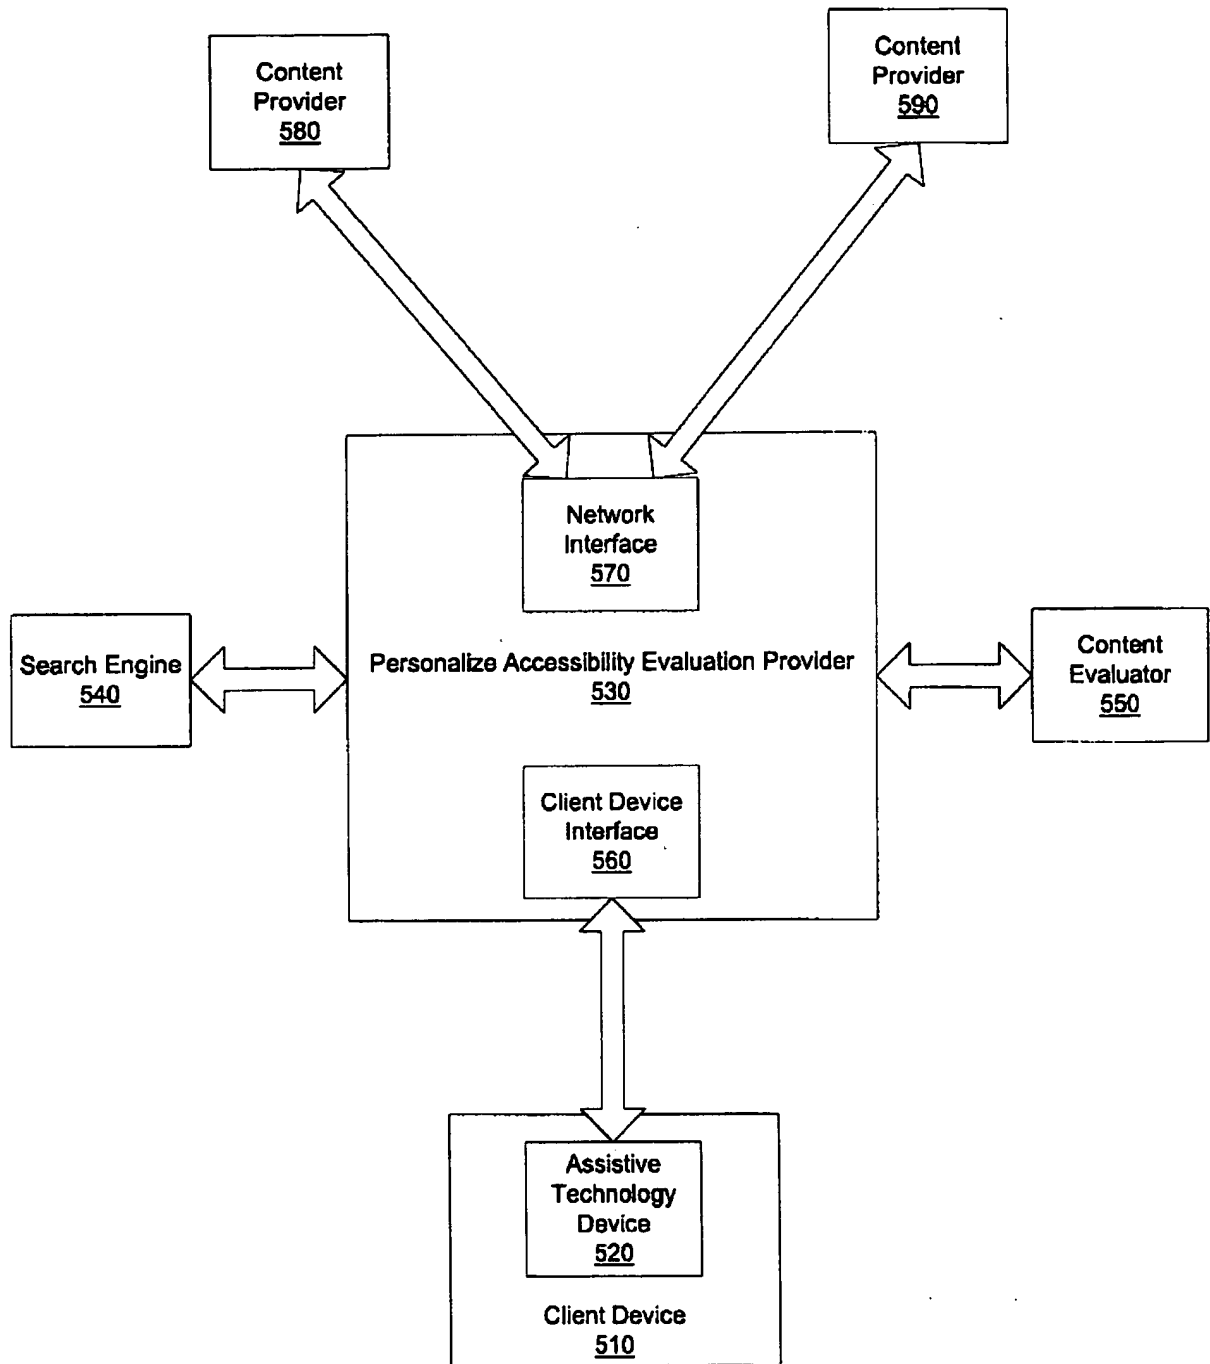 Content
Provider
580
Content
Provider
590
Network
Interface
570
Search Engine
540
Personalize Accessibility Evaluation Provider
530
Content
Evaluator
550
Client Device
Interface
560
Assistive
Technology
Device
520
Client Device
510